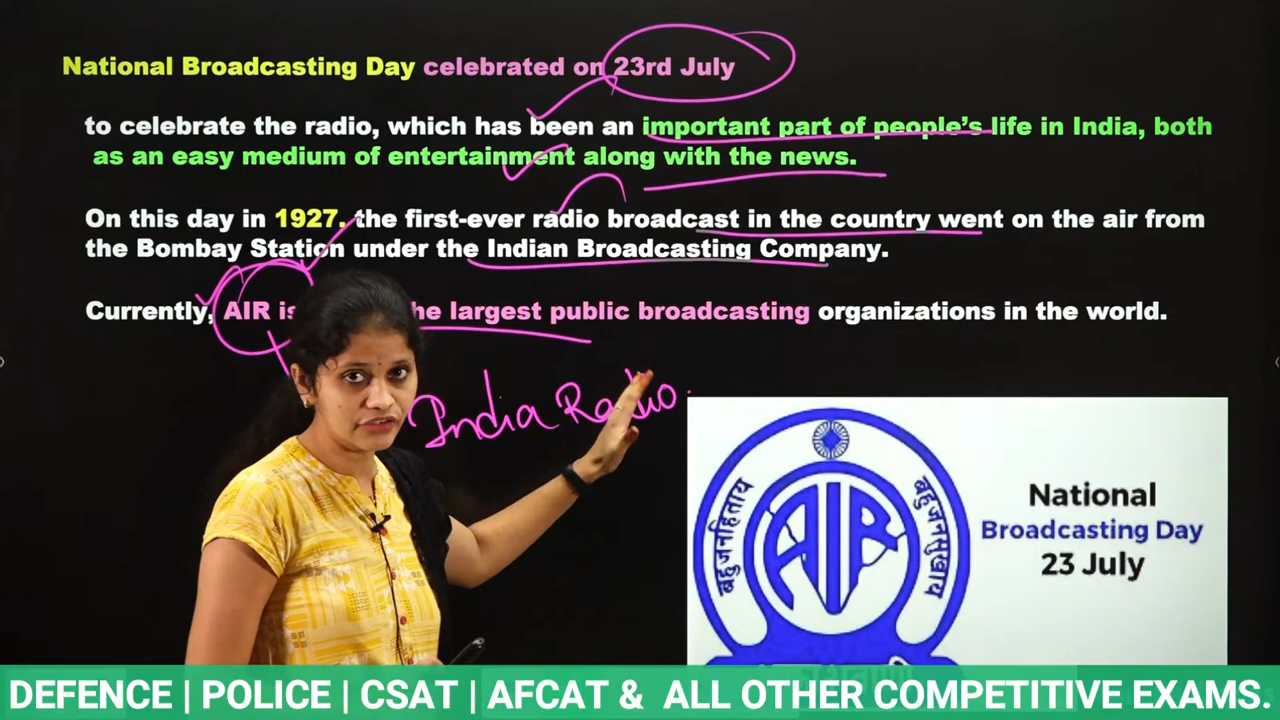 National Broadcasting Day celebrated on 23rd July
to celebrate the radio, which has been an important part of people's life in India, both
as an easy medium of entertainment along with the news.
On this day in 1927. the first-ever radio broadcast in the country went on the air from
the Bombay Station under the Indian Broadcasting Company.
Currently, AIR is the largest public broadcasting organizations in the world.
India Radio.
बहुजनहिताय
बहुजनसुखाय
AIR
National
Broadcasting Day
23 July
DEFENCE | POLICE | CSAT | AFCAT & ALL OTHER COMPETITIVE EXAMS.